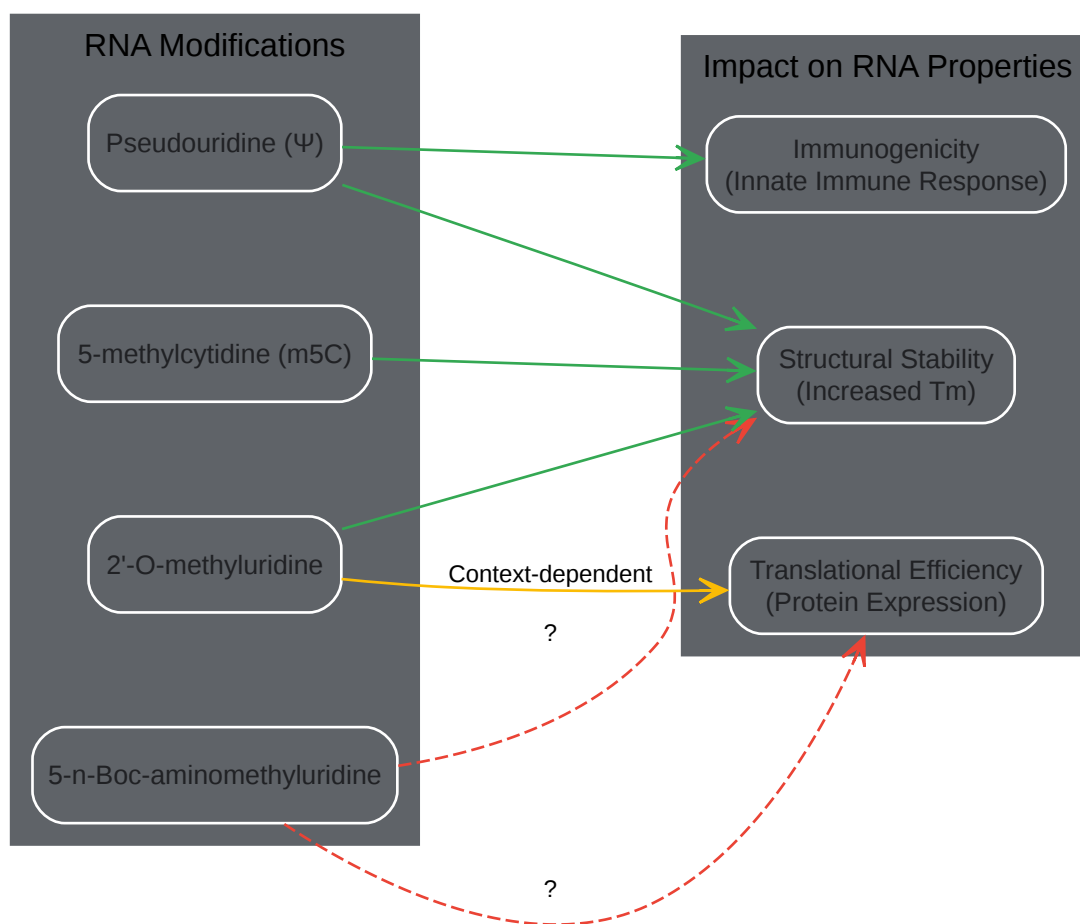 RNA Modifications
Pseudouridine (Ψ)
5-methylcytidine (m5C)
2'-O-methyluridine
5-n-Boc-aminomethyluridine
Context-dependent
?
?
Impact on RNA Properties
Immunogenicity
(Innate Immune Response)
Structural Stability
(Increased Tm)
Translational Efficiency
(Protein Expression)